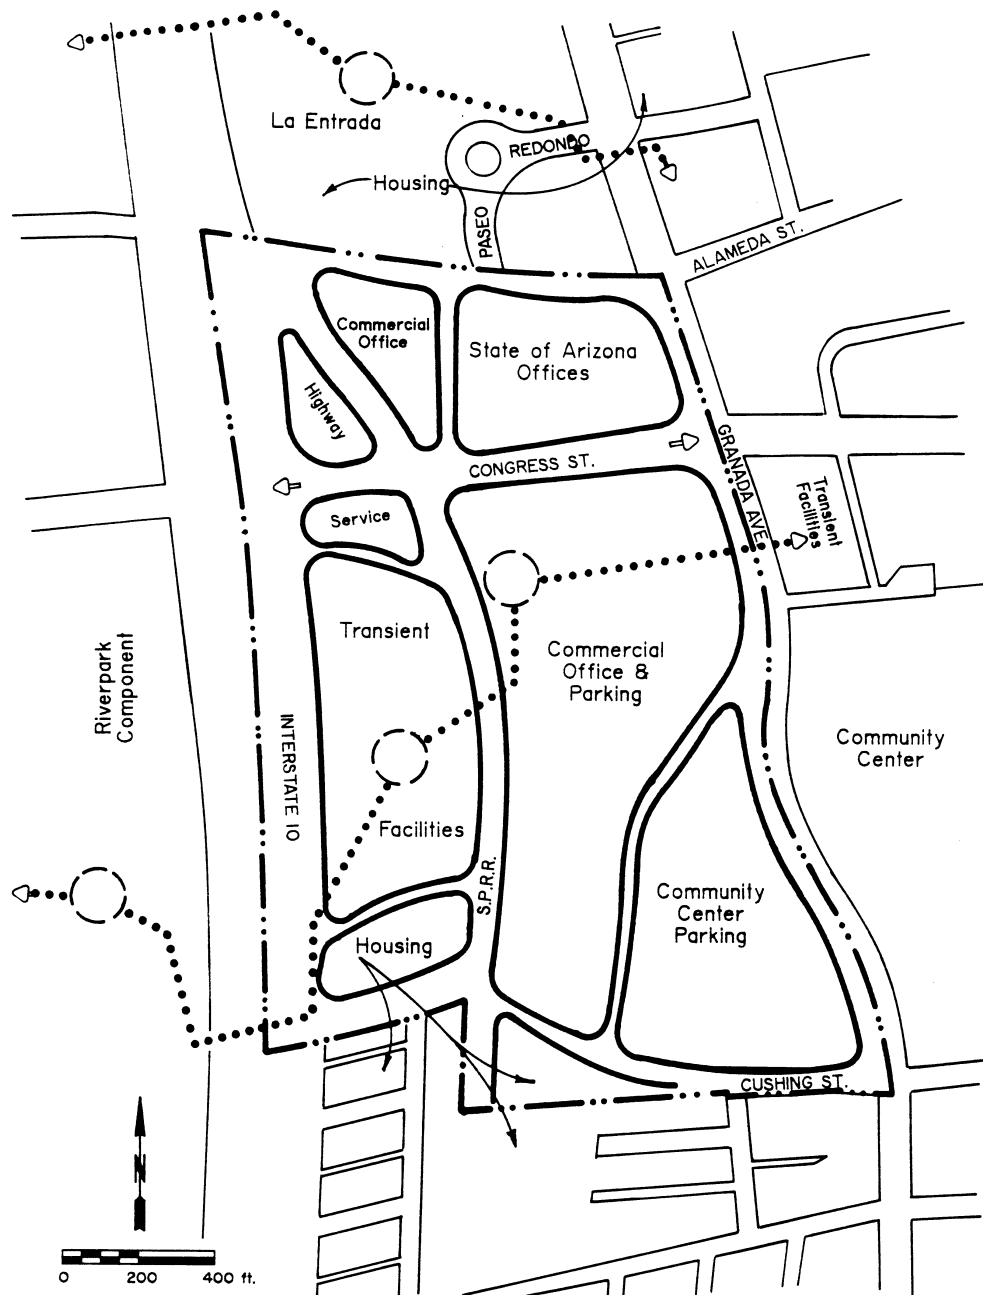 La Entrada
REDONDO
Housing
PASEO
ALAMEDA ST.
Commercial
Office
State of Arizona
Offices
Highway
CONGRESS ST.
GRANADA AVE.
Transient
Facilities
Service
Transient
Commercial
Office &
Parking
Riverpark
Component
INTERSTATE 10
Community
Center
Facilities
S.P.R.R.
Community
Center
Parking
Housing
CUSHING ST.
N
0 200 400 ft.